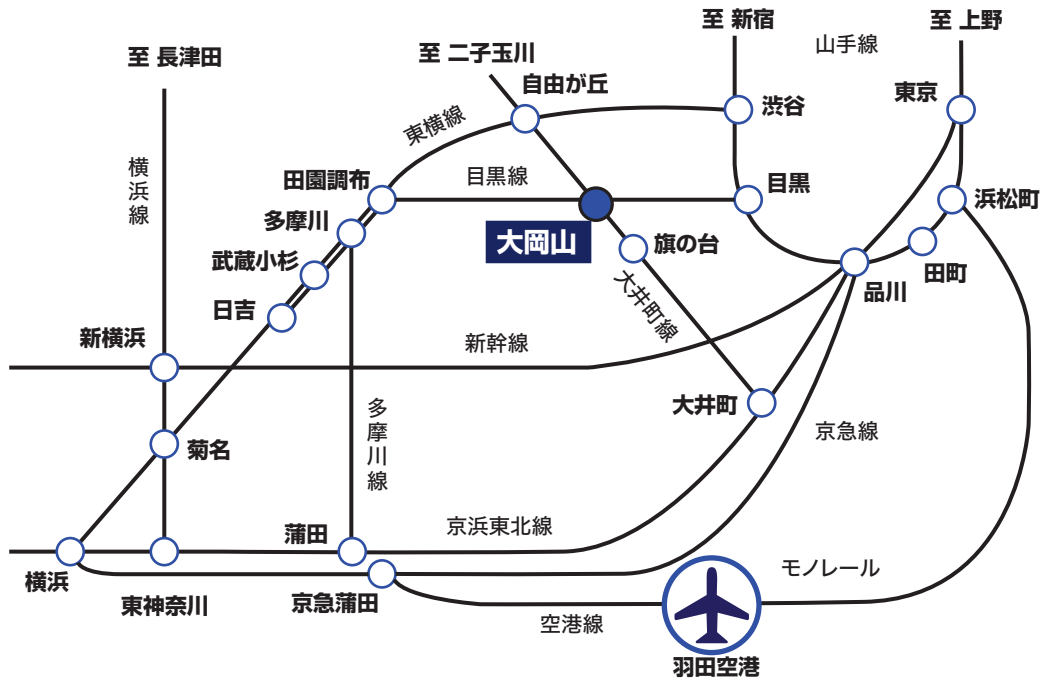 至 新宿
至 上野
山手線
至 長津田
至 二子玉川
自由が丘
東京
渋谷
東横線
横浜線
田園調布
目黒線
目黒
浜松町
多摩川
大岡山
旗の台
武蔵小杉
田町
品川
日吉
大井町線
新横浜
新幹線
大井町
多摩川線
京急線
菊名
京浜東北線
蒲田
横浜
東神奈川
京急蒲田
モノレール
空港線
羽田空港